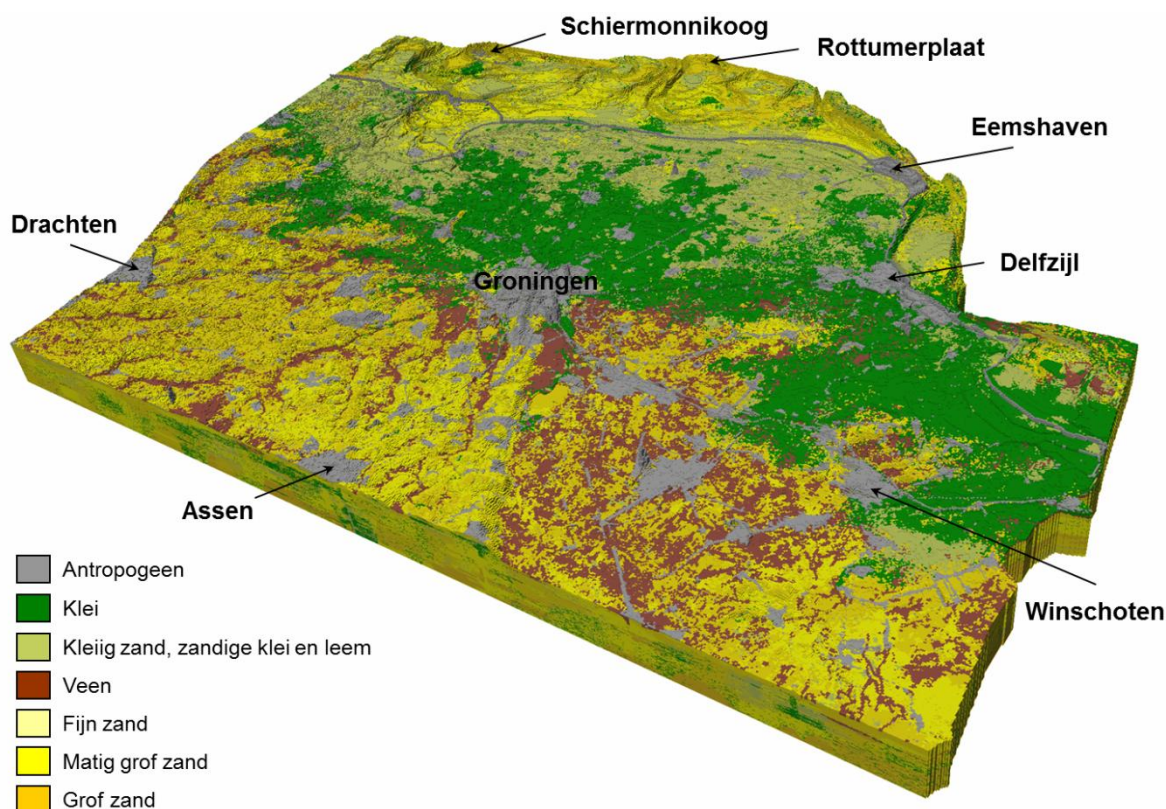 Schiermonnikoog
Rottumerplaat
Eemshaven
Drachten
Delfzijl
Groningen
Assen
Winschoten
Antropogeen
Klei
Kleiig zand, zandige klei en leem
Veen
Fijn zand
Matig grof zand
Grof zand